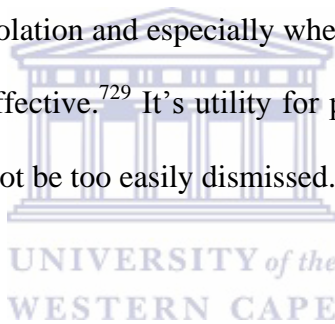 olation and especially whe
ffective.729 It's utility for p
ot be too easily dismissed.
UNIVERSITY of the
WESTERN CAPE